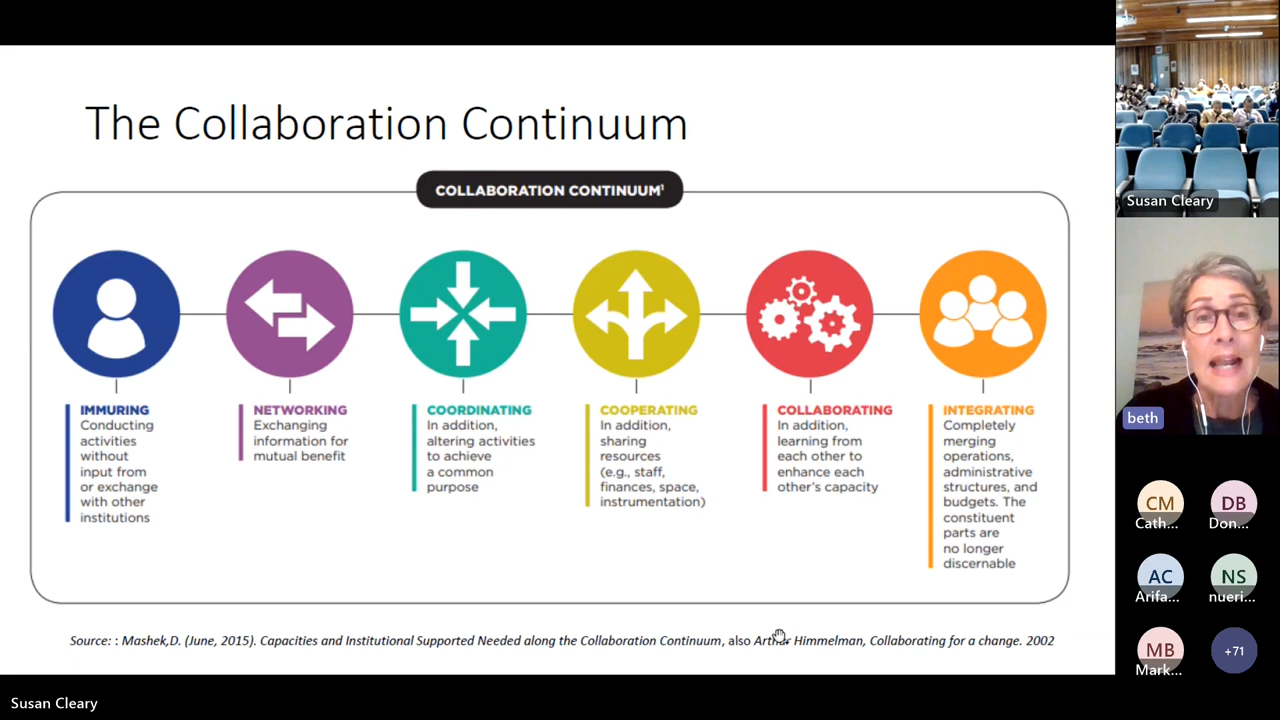 The Collaboration Continuum
COLLABORATION CONTINUUM¹
IMMURING
Conducting
activities
without
input from
or exchange
with other
institutions
NETWORKING
Exchanging
information for
mutual benefit
COORDINATING
In addition,
altering activities
to achieve
a common
purpose
COOPERATING
In addition,
sharing
resources
(e.g., staff,
finances, space,
instrumentation)
COLLABORATING
In addition,
learning from
each other to
enhance each
other's capacity
INTEGRATING
Completely
merging
operations,
administrative
structures, and
budgets. The
constituent
parts are
no longer
discernable
Source: : Mashek,D. (June, 2015). Capacities and Institutional Supported Needed along the Collaboration Continuum, also Arthur Himmelman, Collaborating for a change. 2002
Susan Cleary
beth
CM
Cath...
DB
Don...
AC
Arifa...
NS
nueri...
MB
Mark...
+71
Susan Cleary